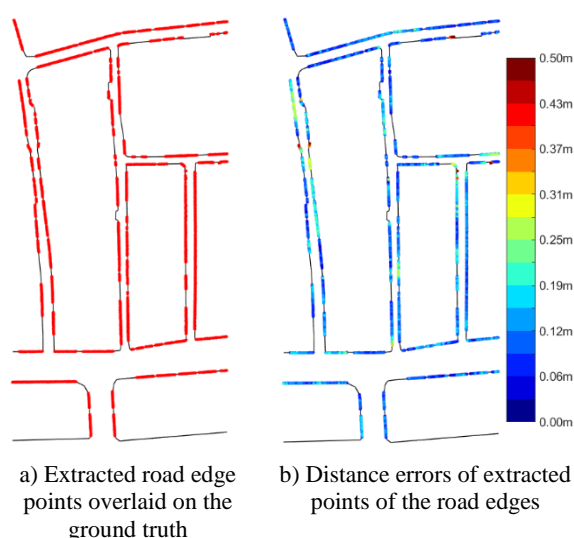 0.50m
0.43m
0.37m
0.31m
0.25m
0.19m
0.12m
0.06m
0.00m
a) Extracted road edge
points overlaid on the
ground truth
b) Distance errors of extracted
points of the road edges